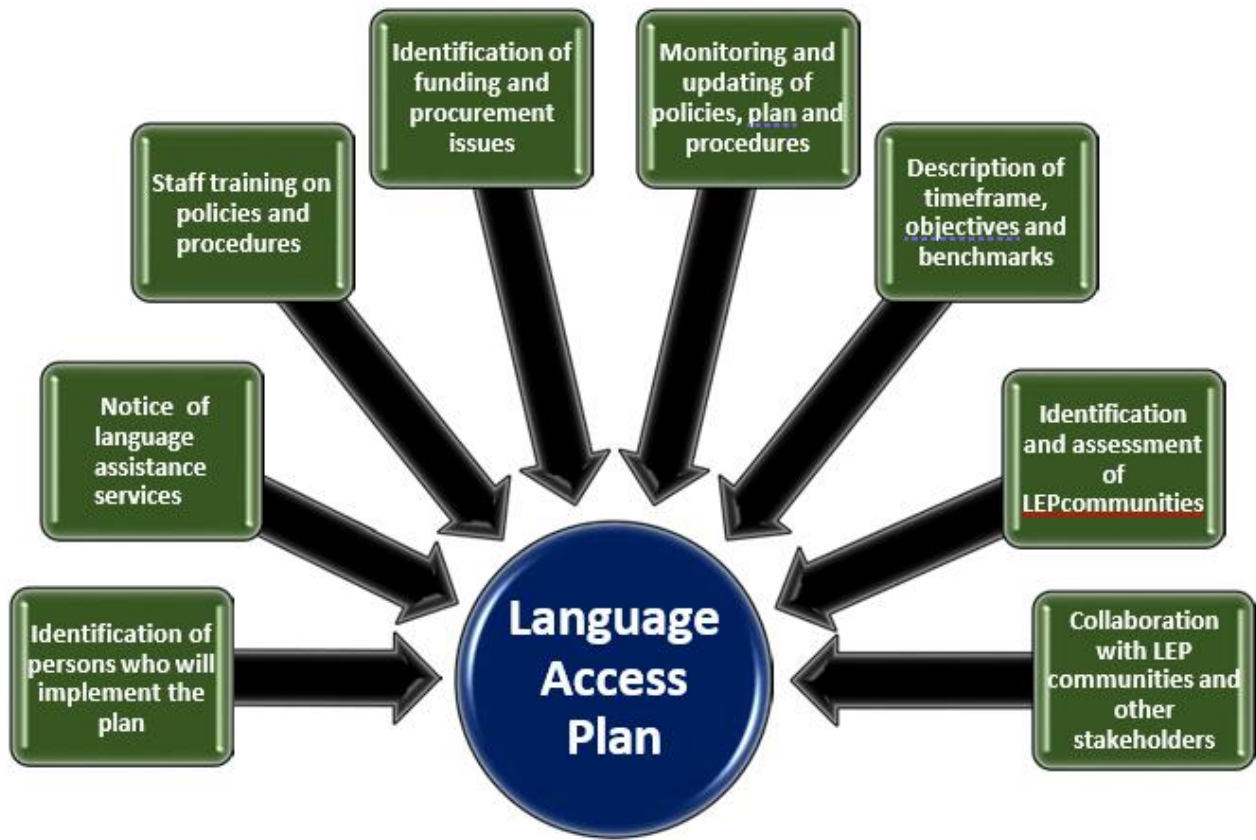 Identification of
funding and
procurement
issues
Monitoring and
updating of
policies, plan and
procedures
Staff training on
policies and
procedures
Description of
timeframe,
objectives and
benchmarks
Notice of
language
assistance
services
Identification
and assessment
of
LEPcommunities
Identification of
persons who will
implement the
plan
Collaboration
with LEP
communities and
other
stakeholders
Language
Access
Plan